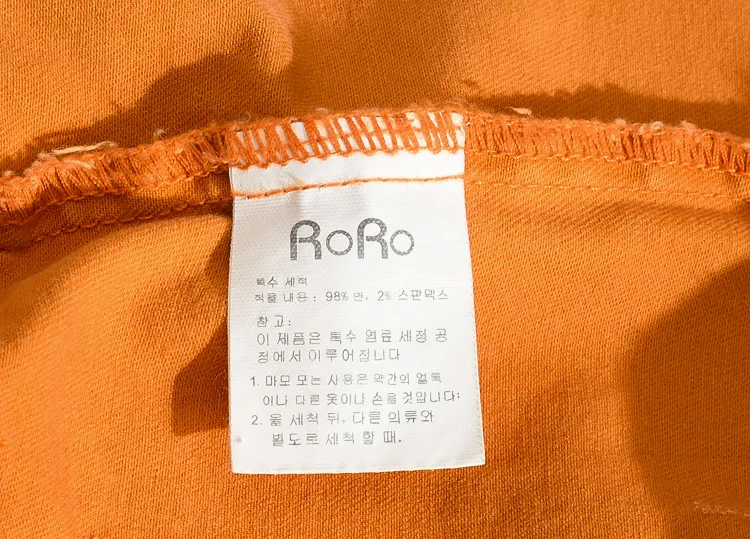 RoRo
특수 세척
직물 내용 : 98% 면, 2% 스판덱스
참고:
이 제품은 특수 염료 세정 공
정에서 이루어집니다
1. 마모 모는 사용은 약간의 얼룩
이나 다른 옷이나 손을 것입니다;
2. 울 세척 뒤, 다른 의류와
별도로 세척 할 때.